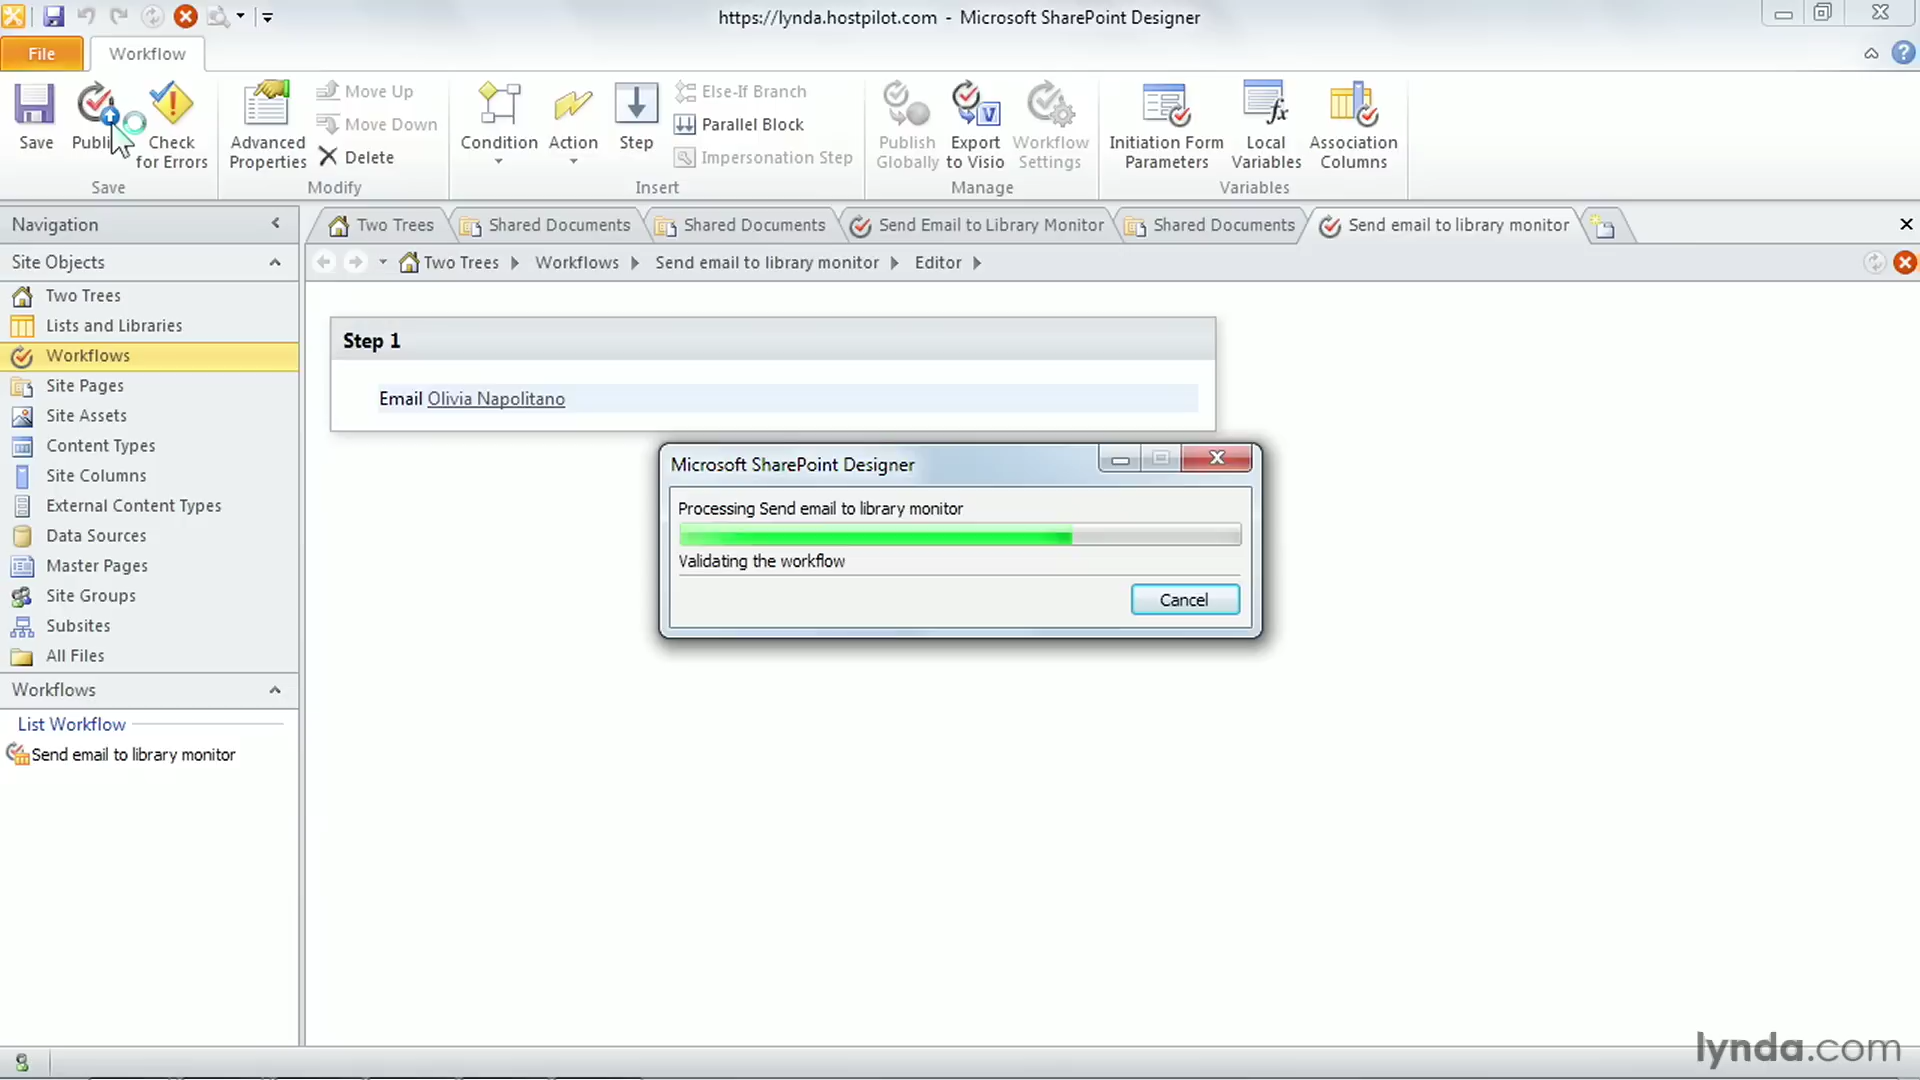 https://lynda.hostpilot.com - Microsoft SharePoint Designer
File
Workflow
Save
Check
for Errors
Save
Advanced
Properties
Move Up
Move Down
Delete
Modify
Condition
Action
Step
Else-If Branch
Parallel Block
Impersonation Step
Insert
Publish
Globally
Export
to Visio
Workflow
Settings
Manage
Initiation Form
Parameters
Local
Variables
Association
Columns
Variables
Navigation
Two Trees
Shared Documents
Shared Documents
Send Email to Library Monitor
Shared Documents
Send email to library monitor
Site Objects
Two Trees
Workflows
Send email to library monitor
Editor
Two Trees
Lists and Libraries
Workflows
Site Pages
Site Assets
Content Types
Site Columns
External Content Types
Data Sources
Master Pages
Site Groups
Subsites
All Files
Workflows
List Workflow
Send email to library monitor
Step 1
Email Olivia Napolitano
Microsoft SharePoint Designer
Processing Send email to library monitor
Validating the workflow
Cancel
lynda.com